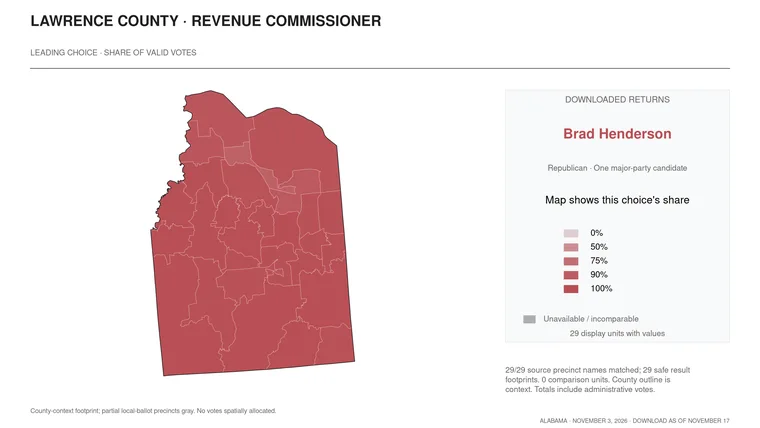 LAWRENCE COUNTY · REVENUE COMMISSIONER
LEADING CHOICE · SHARE OF VALID VOTES
DOWNLOADED RETURNS
Brad Henderson
Republican · One major-party candidate
Map shows this choice's share
0%
50%
75%
90%
100%
Unavailable / incomparable
29 display units with values
29/29 source precinct names matched; 29 safe result
footprints. 0 comparison units. County outline is
context. Totals include administrative votes.
County-context footprint; partial local-ballot precincts gray. No votes spatially allocated.
ALABAMA · NOVEMBER 3, 2026 · DOWNLOAD AS OF NOVEMBER 17